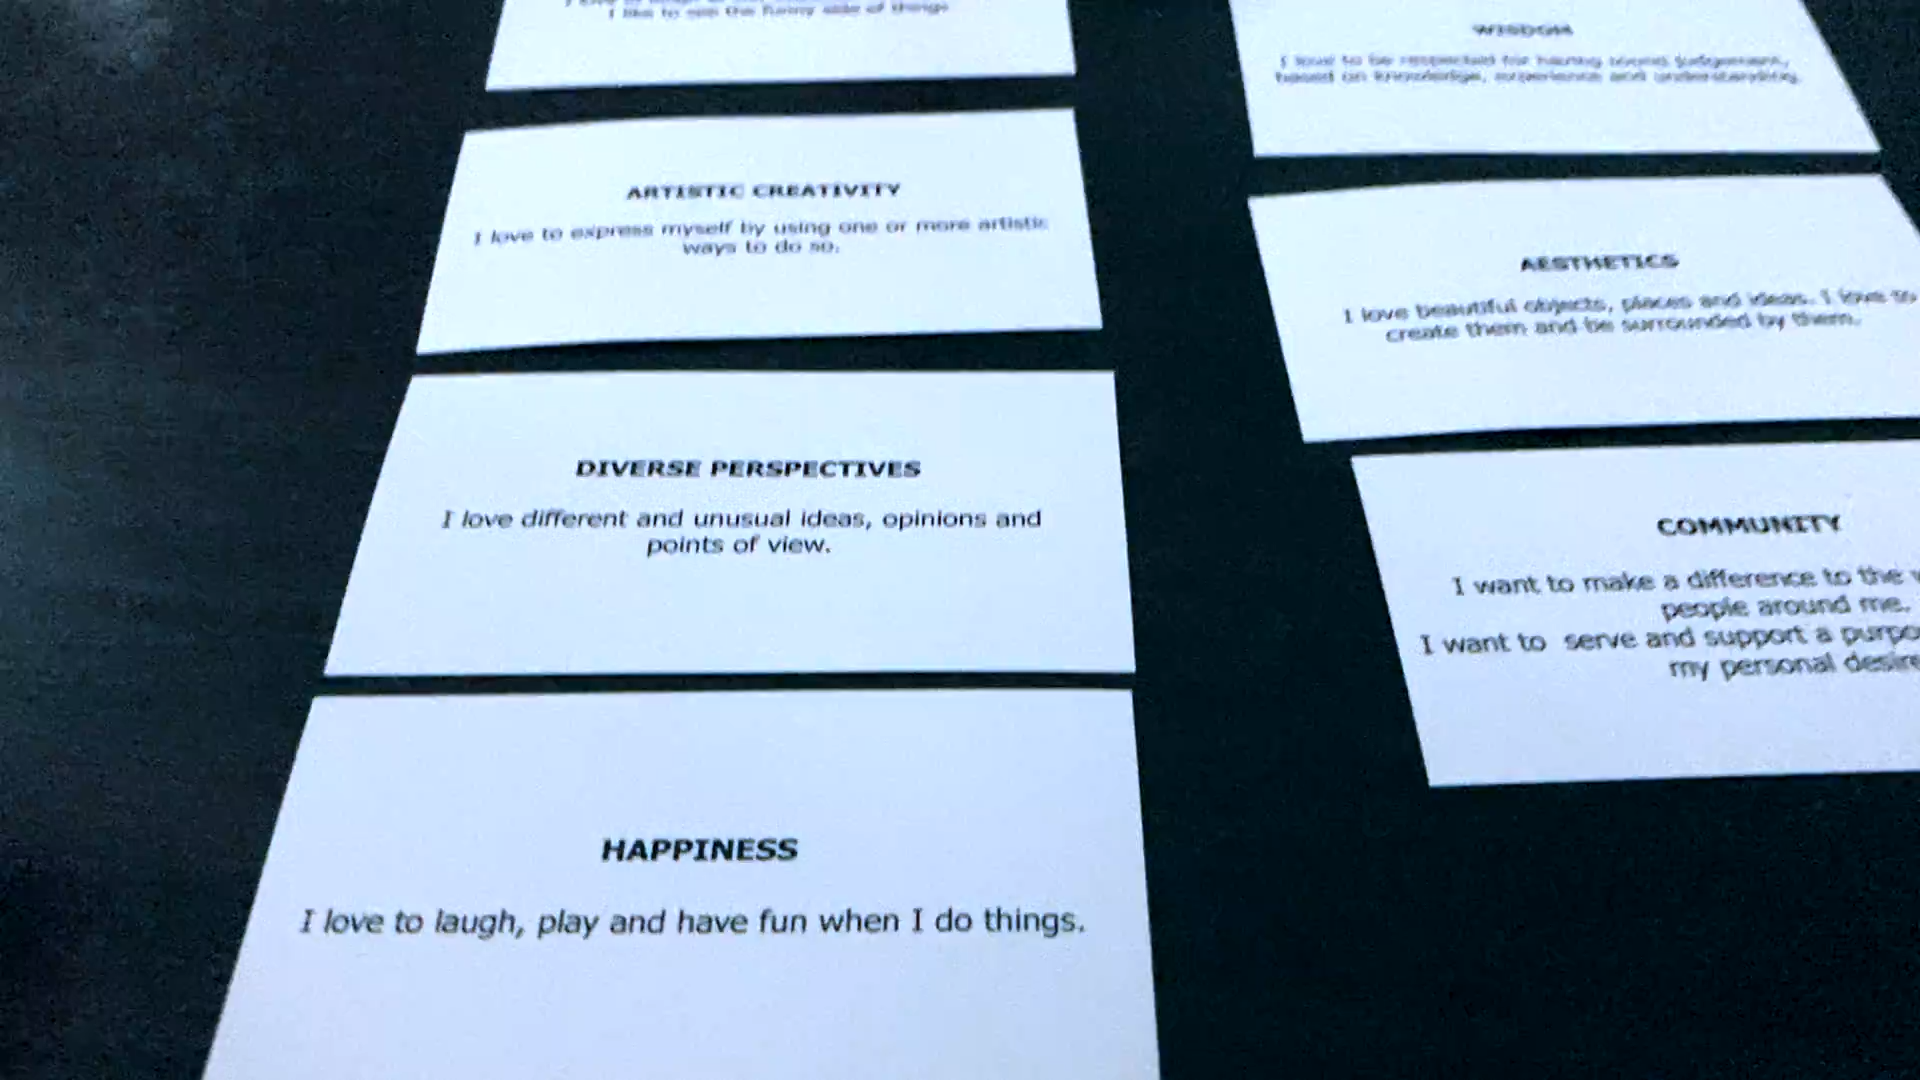 I like to see the funny side of things
ARTISTIC CREATIVITY
I love to express myself by using one or more artistic
ways to do so.
DIVERSE PERSPECTIVES
I love different and unusual ideas, opinions and
points of view.
HAPPINESS
I love to laugh, play and have fun when I do things.
WISDOM
I love to be respected for having sound judgement,
based on knowledge, experience and understanding.
AESTHETICS
I love beautiful objects, places and ideas. I love to
create them and be surrounded by them.
COMMUNITY
I want to make a difference to the
people around me.
I want to serve and support a
my personal